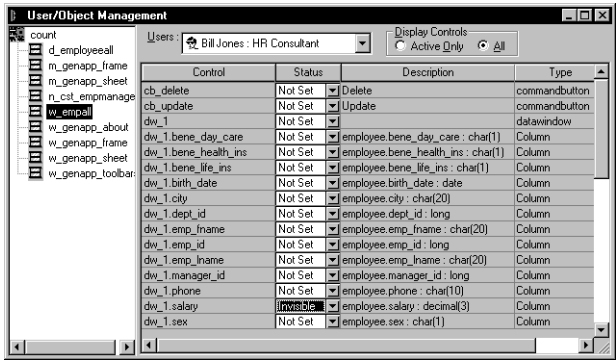 User/Object Management
count
d_employeeall
m_genapp_frame
m_genapp_sheet
n_cst_empmanage
w_empall
w_genapp_about
w_genapp_frame
w_genapp_sheet
w_genapp_toolbar
Users : Bill Jones : HR Consultant
Display Controls
Active Only All
Control Status Description Type
cb_delete Not Set Delete commandbutton
cb_update Not Set Update commandbutton
dw_1 Not Set datawindow
dw_1.bene_day_care Not Set employee.bene_day_care : char(1) Column
dw_1.bene_health_ins Not Set employee.bene_health_ins : char(1) Column
dw_1.bene_life_ins Not Set employee.bene_life_ins : char(1) Column
dw_1.birth_date Not Set employee.birth_date : date Column
dw_1.city Not Set employee.city : char(20) Column
dw_1.dept_id Not Set employee.dept_id : long Column
dw_1.emp_fname Not Set employee.emp_fname : char(20) Column
dw_1.emp_id Not Set employee.emp_id : long Column
dw_1.emp_lname Not Set employee.emp_lname : char(20) Column
dw_1.manager_id Not Set employee.manager_id : long Column
dw_1.phone Not Set employee.phone : char(10) Column
dw_1.salary Invisible employee.salary : decimal(3) Column
dw_1.sex Not Set employee.sex : char(1) Column